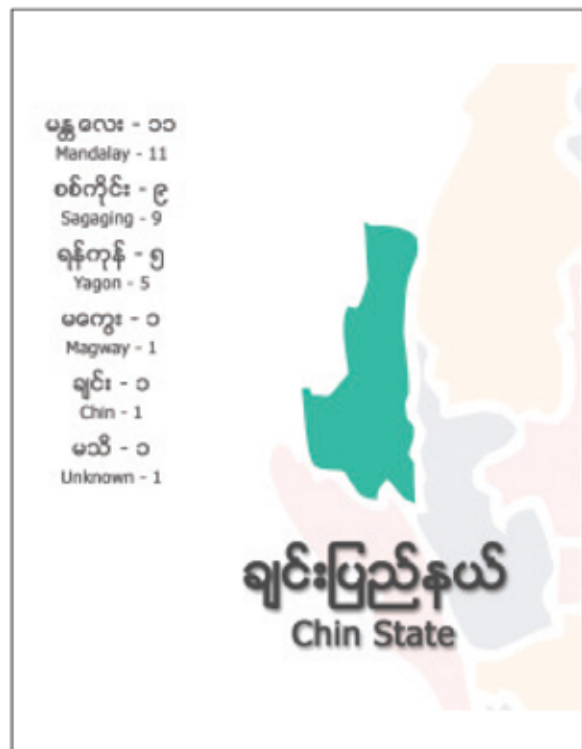 မန္တလေး - ၁၁
Mandalay - 11
စစ်ကိုင်း - ၉
Sagaging - 9
ရန်ကုန် - ၅
Yagon - 5
မကွေး - ၁
Magway - 1
ချင်း - ၁
Chin - 1
မသိ - ၁
Unknown - 1
ချင်းပြည်နယ်
Chin State